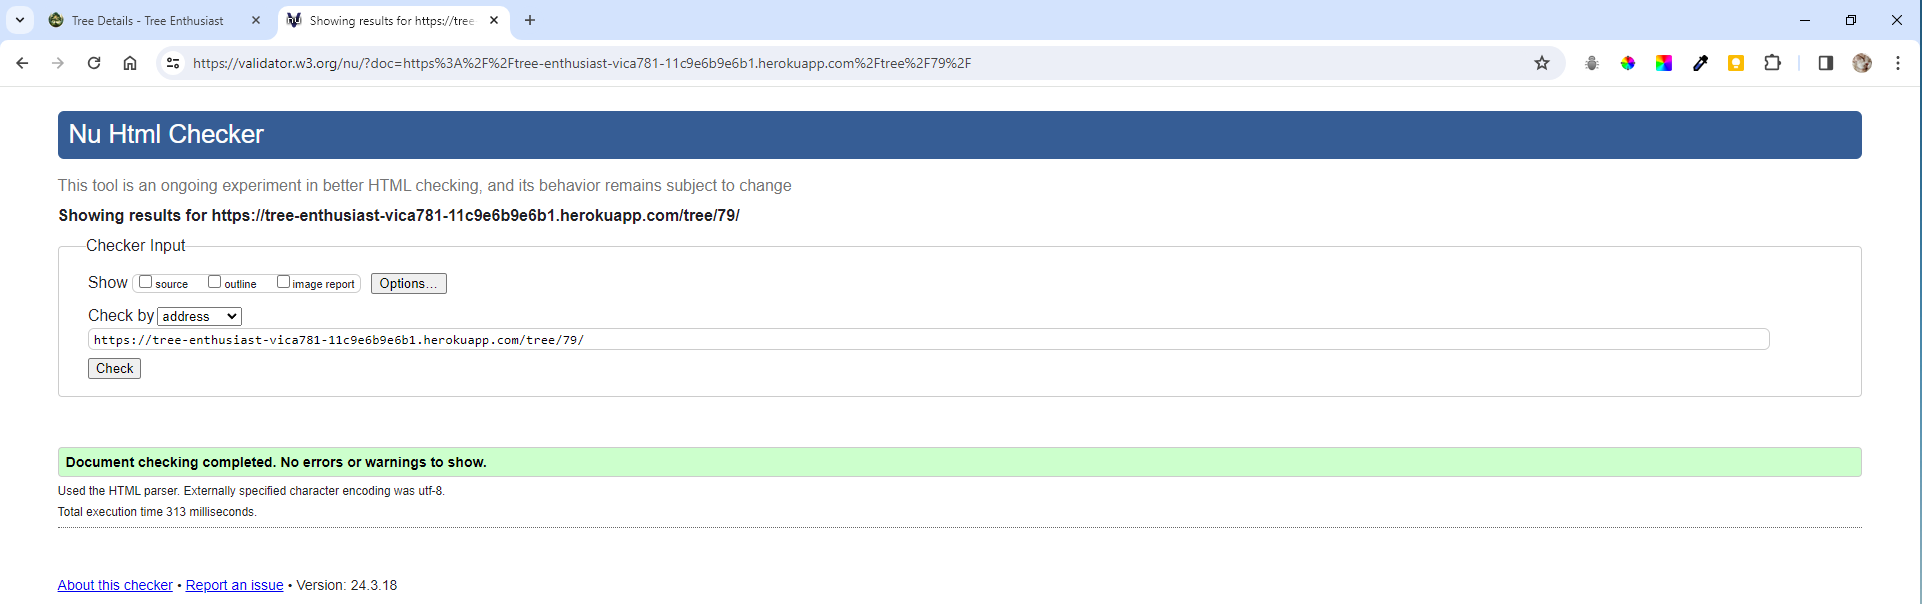 Tree Details - Tree Enthusiast
Showing results for https://tree
https://validator.w3.org/nu/?doc=https%3A%2F%2Ftree-enthusiast-vica781-11c9e6b9e6b1.herokuapp.com%2Ftree%2F79%2F
Nu Html Checker
This tool is an ongoing experiment in better HTML checking, and its behavior remains subject to change
Showing results for https://tree-enthusiast-vica781-11c9e6b9e6b1.herokuapp.com/tree/79/
Checker Input
Show source outline image report Options...
Check by address
https://tree-enthusiast-vica781-11c9e6b9e6b1.herokuapp.com/tree/79/
Check
Document checking completed. No errors or warnings to show.
Used the HTML parser. Externally specified character encoding was utf-8.
Total execution time 313 milliseconds.
About this checker • Report an issue • Version: 24.3.18